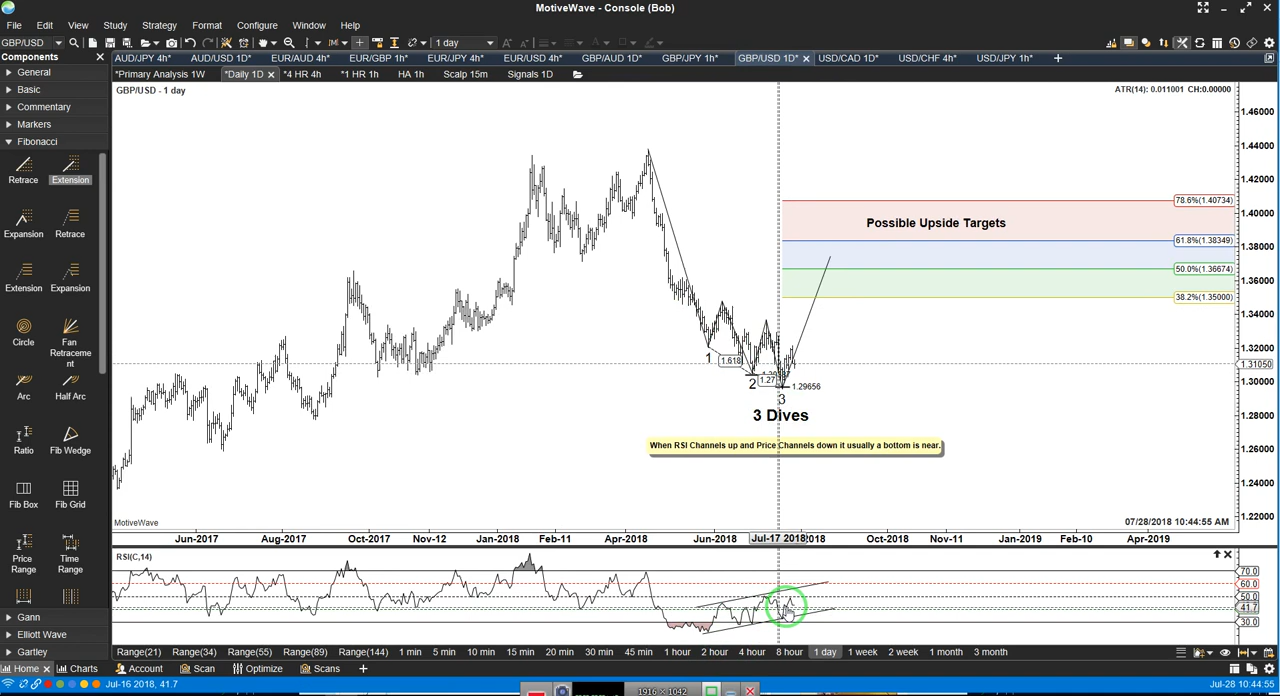 MotiveWave - Console (Bob)
File Edit View Study Strategy Format Configure Window Help
GBP/USD 1 day
Components
AUD/JPY 4h* AUD/USD 1D* EUR/AUD 4h* EUR/GBP 1h* EUR/JPY 4h* EUR/USD 4h* GBP/AUD 1D* GBP/JPY 1h* GBP/USD 1D* USD/CAD 1D* USD/CHF 4h* USD/JPY 1h*
*Primary Analysis 1W *Daily 1D *4 HR 4h *1 HR 1h HA 1h Scalp 15m Signals 1D
General
Basic
Commentary
Markers
Fibonacci
Retrace Extension
Expansion Retrace
Extension Expansion
Circle Fan Retracement
Arc Half Arc
Ratio Fib Wedge
Fib Box Fib Grid
Price Range Time Range
Gann
Elliott Wave
Gartley
GBP/USD - 1 day
ATR(14): 0.011001 CH:0.00000
1.46000
1.44000
1.42000
78.6%(1.40734)
1.40000
Possible Upside Targets
61.8%(1.38349)
1.38000
50.0%(1.36674)
1.36000
38.2%(1.35000)
1.34000
1.32000
1.31050
1.30000
1.28000
1.26000
1.24000
1.22000
1
1.618
2
1.27
1.29656
3
3 Dives
When RSI Channels up and Price Channels down it usually a bottom is near.
MotiveWave
07/28/2018 10:44:55 AM
Jun-2017 Aug-2017 Oct-2017 Nov-12 Jan-2018 Feb-11 Apr-2018 Jun-2018 Jul-17 2018 Oct-2018 Nov-11 Jan-2019 Feb-10 Apr-2019
RSI(C,14)
70.0
60.0
50.0
41.7
30.0
Range(21) Range(34) Range(55) Range(89) Range(144) 1 min 5 min 10 min 15 min 20 min 30 min 45 min 1 hour 2 hour 4 hour 8 hour 1 day 1 week 2 week 1 month 3 month
Home Charts Account Scan Optimize Scans
Jul-16 2018, 41.7
Jul-28 10:44:55
1916 x 1042